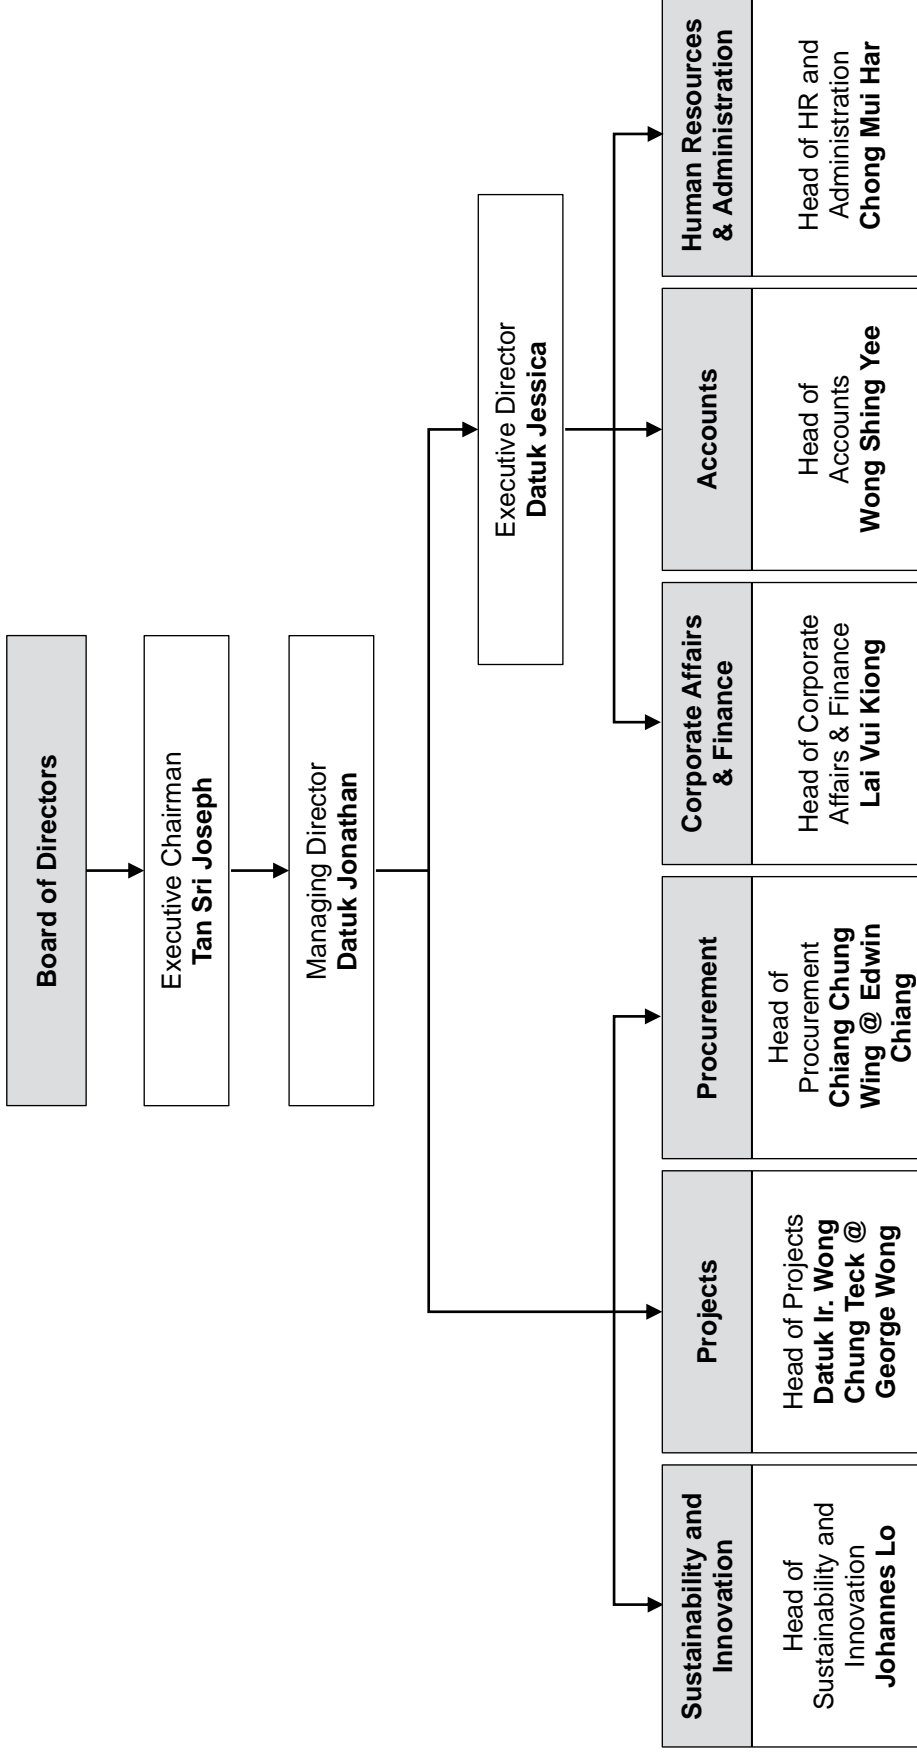 Board of Directors
Executive Chairman
Tan Sri Joseph
Managing Director
Datuk Jonathan
Executive Director
Datuk Jessica
Sustainability and
Innovation
Head of
Sustainability and
Innovation
Johannes Lo
Projects
Head of Projects
Datuk Ir. Wong
Chung Teck @
George Wong
Procurement
Head of
Procurement
Chiang Chung
Wing @ Edwin
Chiang
Corporate Affairs
& Finance
Head of Corporate
Affairs & Finance
Lai Vui Kiong
Accounts
Head of
Accounts
Wong Shing Yee
Human Resources
& Administration
Head of HR and
Administration
Chong Mui Har